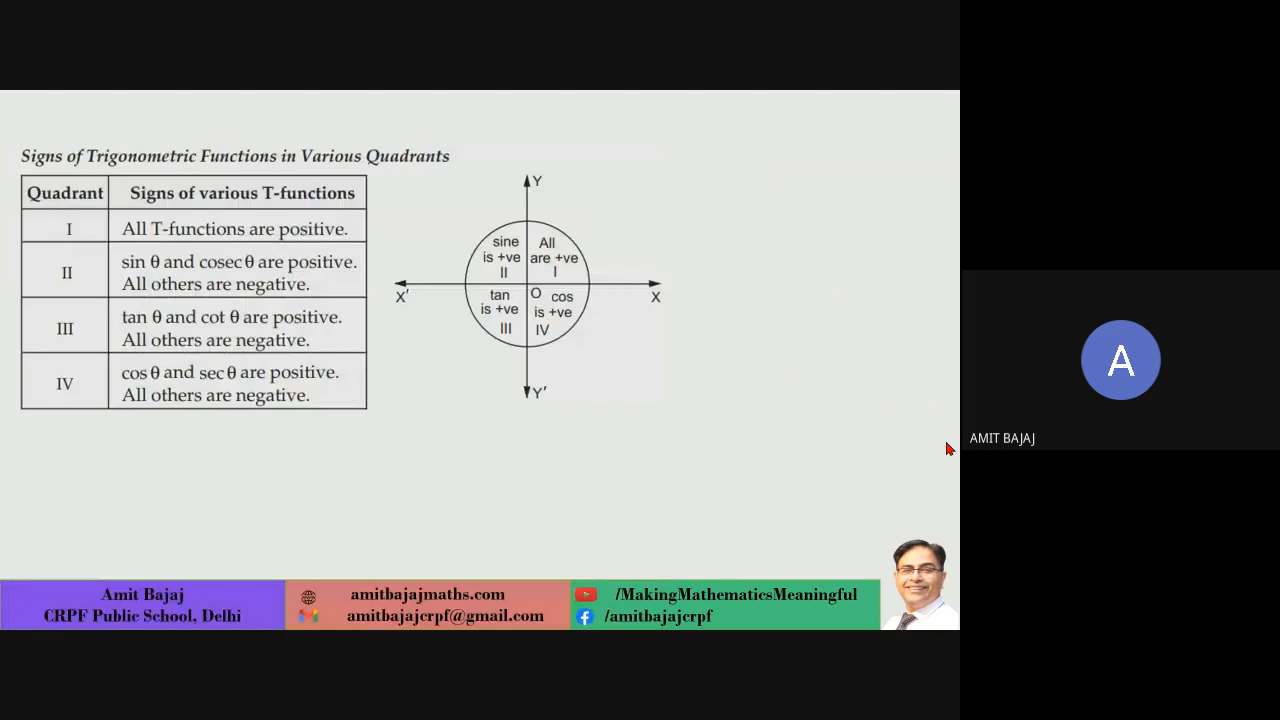 Signs of Trigonometric Functions in Various Quadrants
Quadrant Signs of various T-functions
I All T-functions are positive.
II sin θ and cosec θ are positive.
All others are negative.
III tan θ and cot θ are positive.
All others are negative.
IV cos θ and sec θ are positive.
All others are negative.
Y
sine All
is +ve are +ve
II I
X' X
tan O cos
is +ve is +ve
III IV
Y'
A
AMIT BAJAJ
Amit Bajaj
CRPF Public School, Delhi
amitbajajmaths.com
amitbajajcrpf@gmail.com
/MakingMathematicsMeaningful
/amitbajajcrpf